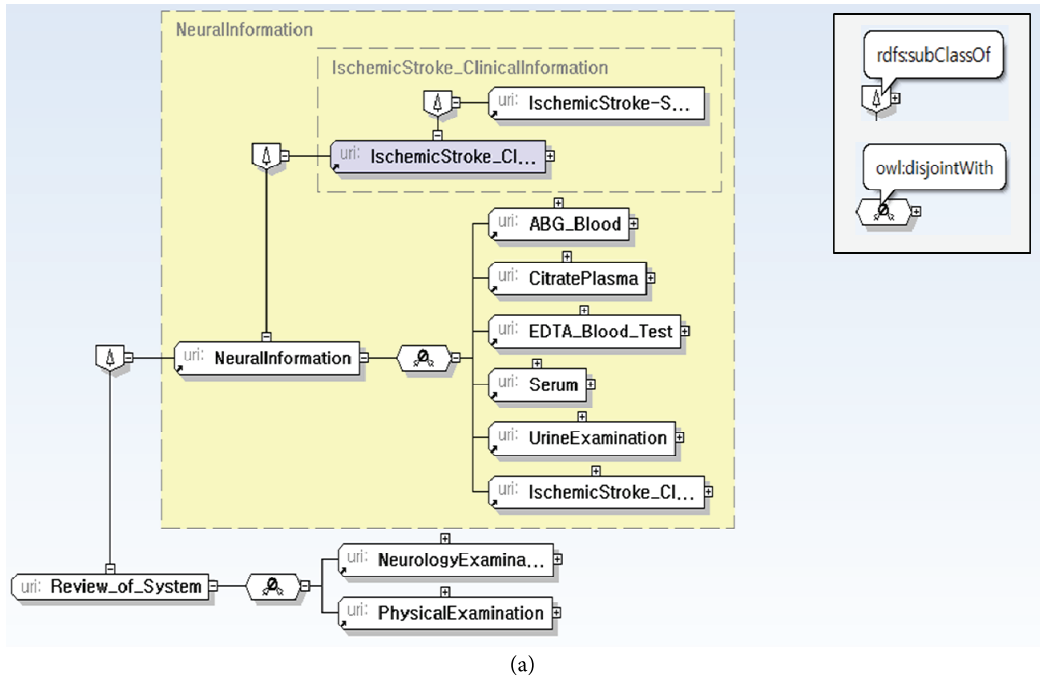 NeuralInformation
IschemicStroke_ClinicalInformation
uri: IschemicStroke-S...
uri: IschemicStroke_Cl...
uri: ABG_Blood
uri: CitratePlasma
uri: EDTA_Blood_Test
uri: NeuralInformation
uri: Serum
uri: UrineExamination
uri: IschemicStroke_Cl...
uri: NeurologyExamina...
uri: Review_of_System
uri: PhysicalExamination
rdfs:subClassOf
owl:disjointWith
(a)